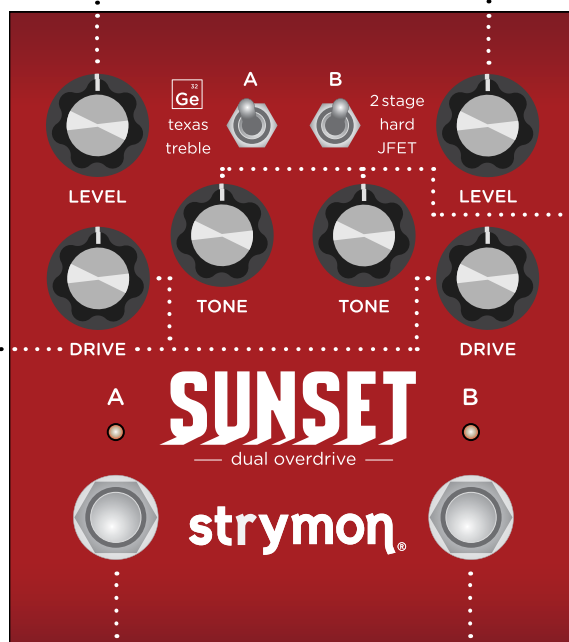 A
B
32
Ge
texas
treble
2 stage
hard
JFET
LEVEL
LEVEL
TONE
TONE
DRIVE
DRIVE
A
B
SUNSET
dual overdrive
strymon®